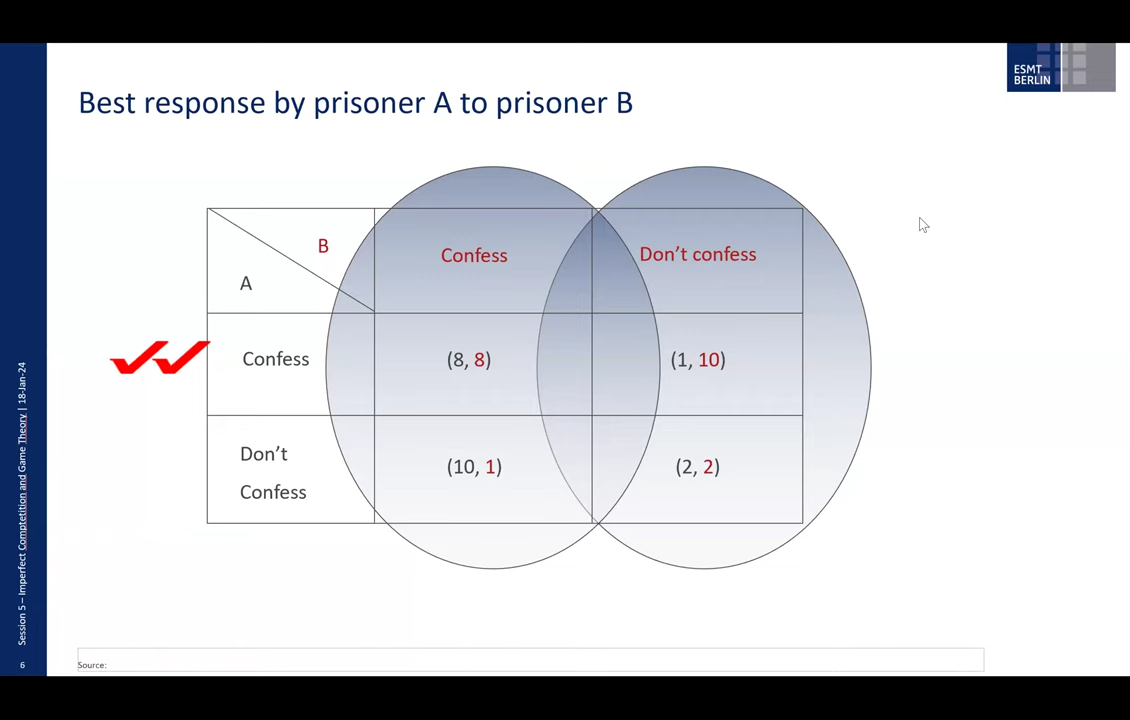 ESMT
BERLIN
Best response by prisoner A to prisoner B
B
A
Confess
Don’t confess
Confess
(8, 8)
(1, 10)
Don’t
Confess
(10, 1)
(2, 2)
Session 5 – Imperfect Comptetition and Game Theory | 18-Jan-24
6
Source: